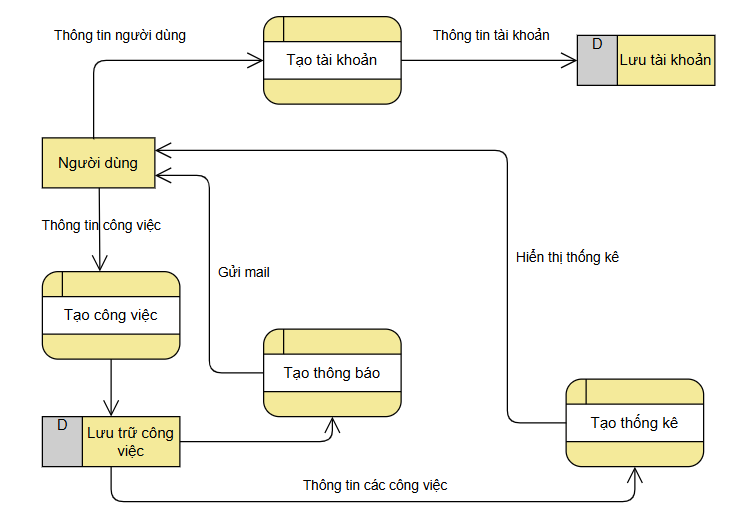 Thông tin người dùng
Thông tin tài khoản
Tạo tài khoản
D
Lưu tài khoản
Người dùng
Thông tin công việc
Gửi mail
Hiển thị thống kê
Tạo công việc
Tạo thông báo
D
Lưu trữ công
việc
Tạo thống kê
Thông tin các công việc